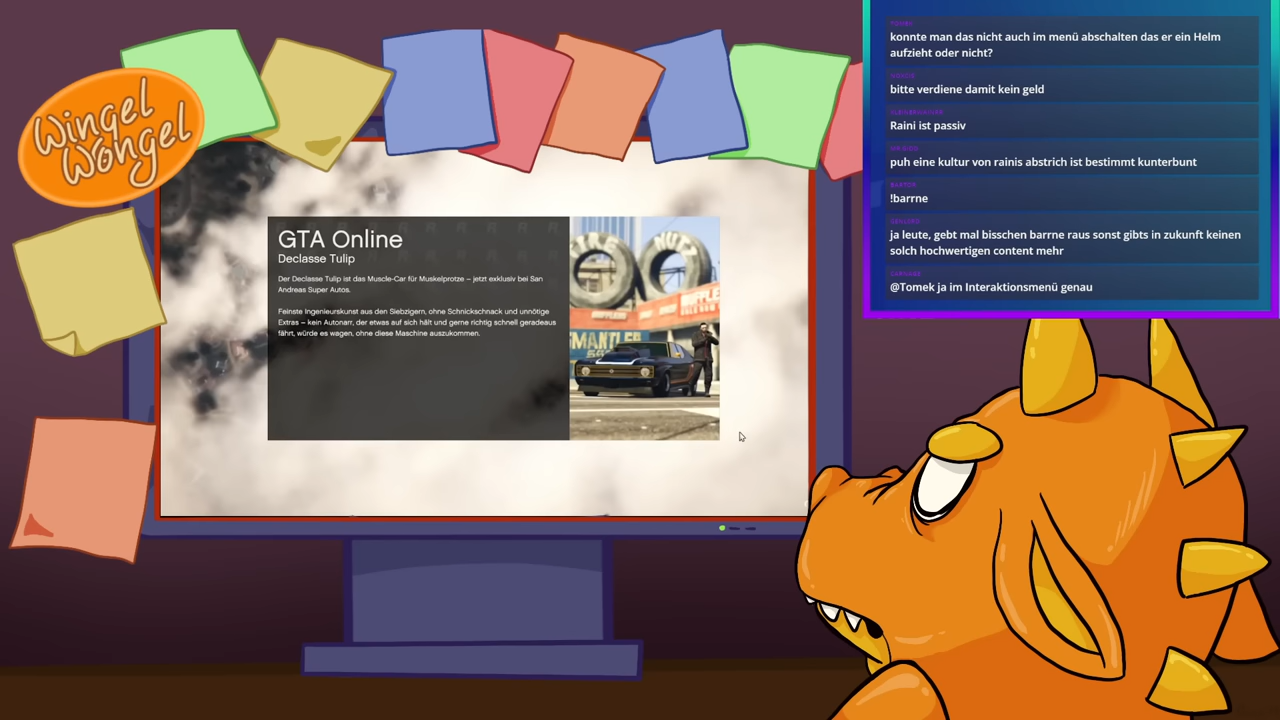 Wingel
Wongel
GTA Online
Declasse Tulip
Der Declasse Tulip ist das Muscle-Car für Muskelprotze – jetzt exklusiv bei San
Andreas Super Autos.
Feinste Ingenieurskunst aus den Siebzigern, ohne Schnickschnack und unnötige
Extras – kein Autonarr, der etwas auf sich hält und gerne richtig schnell geradeaus
fährt, würde es wagen, ohne diese Maschine auszukommen.
konnte man das nicht auch im menü abschalten das er ein Helm
aufzieht oder nicht?
bitte verdiene damit kein geld
Raini ist passiv
puh eine kultur von rainis abstrich ist bestimmt kunterbunt
!barrne
ja leute, gebt mal bisschen barrne raus sonst gibts in zukunft keinen
solch hochwertigen content mehr
@Tomek ja im Interaktionsmenü genau